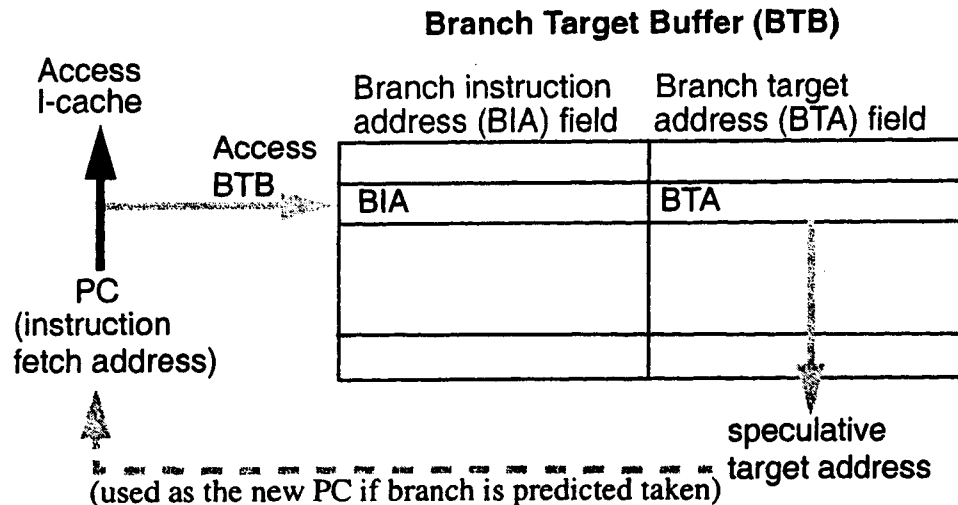 Branch Target Buffer (BTB)
Access
I-cache
Branch instruction
address (BIA) field
Branch target
address (BTA) field
Access
BTB
BIA
BTA
PC
(instruction
fetch address)
speculative
target address
(used as the new PC if branch is predicted taken)